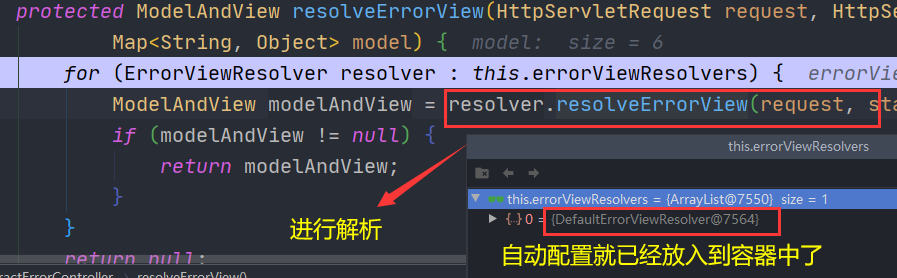 protected ModelAndView resolveErrorView(HttpServletRequest request, HttpS
Map<String, Object> model) { model: size = 6
for (ErrorViewResolver resolver : this.errorViewResolvers) { errorV
ModelAndView modelAndView = resolver.resolveErrorView(request, sta
if (modelAndView != null) {
return modelAndView;
}
}
return null;
this.errorViewResolvers
this.errorViewResolvers = {ArrayList@7550} size = 1
{..} 0 = {DefaultErrorViewResolver@7564}
进行解析
自动配置就已经放入到容器中了
ractErrorController resolveErrorView()